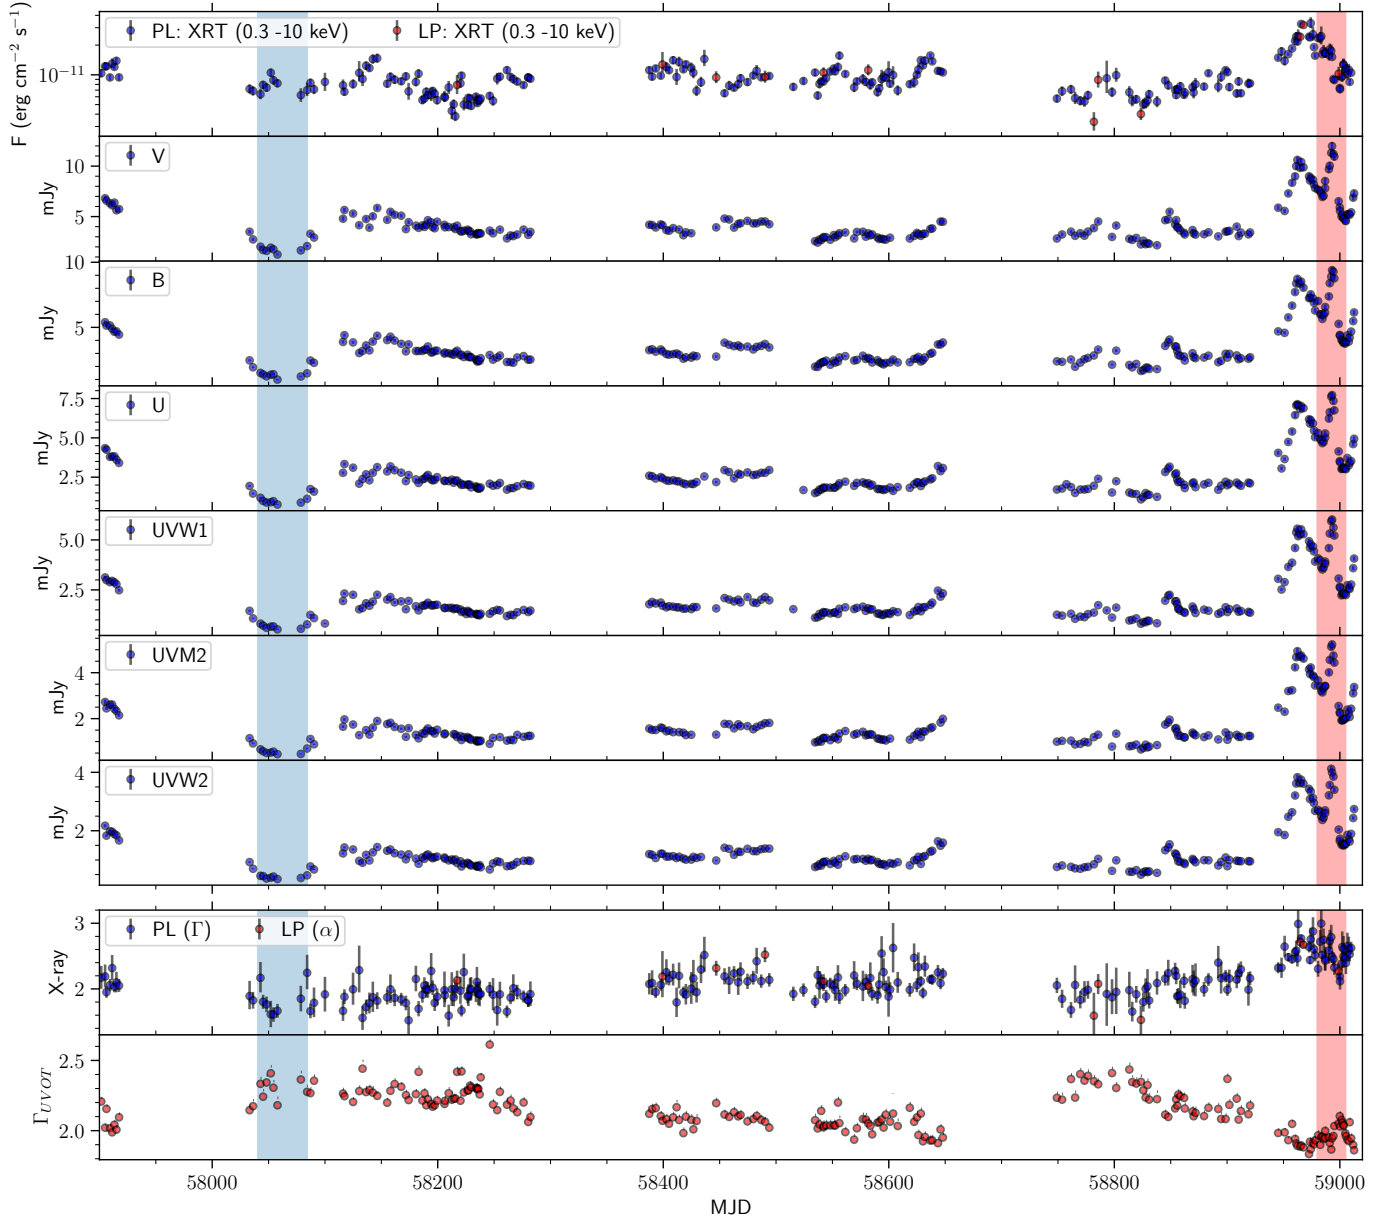 F (erg cm⁻² s⁻¹)
PL: XRT (0.3 -10 keV) LP: XRT (0.3 -10 keV)
10⁻¹¹
V
mJy
10
5
B
mJy
10
5
U
mJy
7.5
5.0
2.5
UVW1
mJy
5.0
2.5
UVM2
mJy
4
2
UVW2
mJy
4
2
PL (Γ) LP (α)
X-ray
3
2
Γ_UVOT
2.5
2.0
58000 58200 58400 58600 58800 59000
MJD